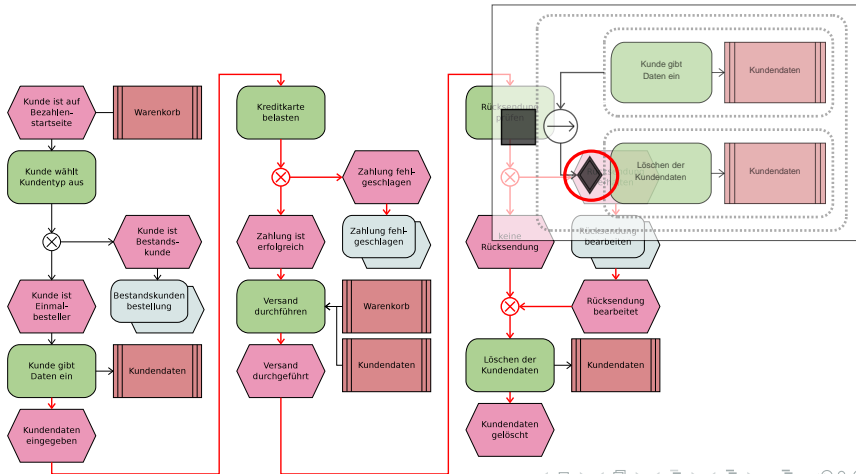 Kunde ist auf
Bezahlen-
startseite
Warenkorb
Kunde wählt
Kundentyp aus
Kunde ist
Bestands-
kunde
Kunde ist
Einmal-
besteller
Bestandskunden
bestellung
Kunde gibt
Daten ein
Kundendaten
Kundendaten
eingegeben
Kreditkarte
belasten
Zahlung fehl-
geschlagen
Zahlung ist
erfolgreich
Zahlung fehl-
geschlagen
Versand
durchführen
Warenkorb
Kundendaten
Versand
durchgeführt
Rücksendung
prüfen
keine
Rücksendung
Rücksendung
bearbeiten
Rücksendung
bearbeitet
Löschen der
Kundendaten
Kundendaten
Kundendaten
gelöscht
Kunde gibt
Daten ein
Kundendaten
Löschen der
Kundendaten
Kundendaten